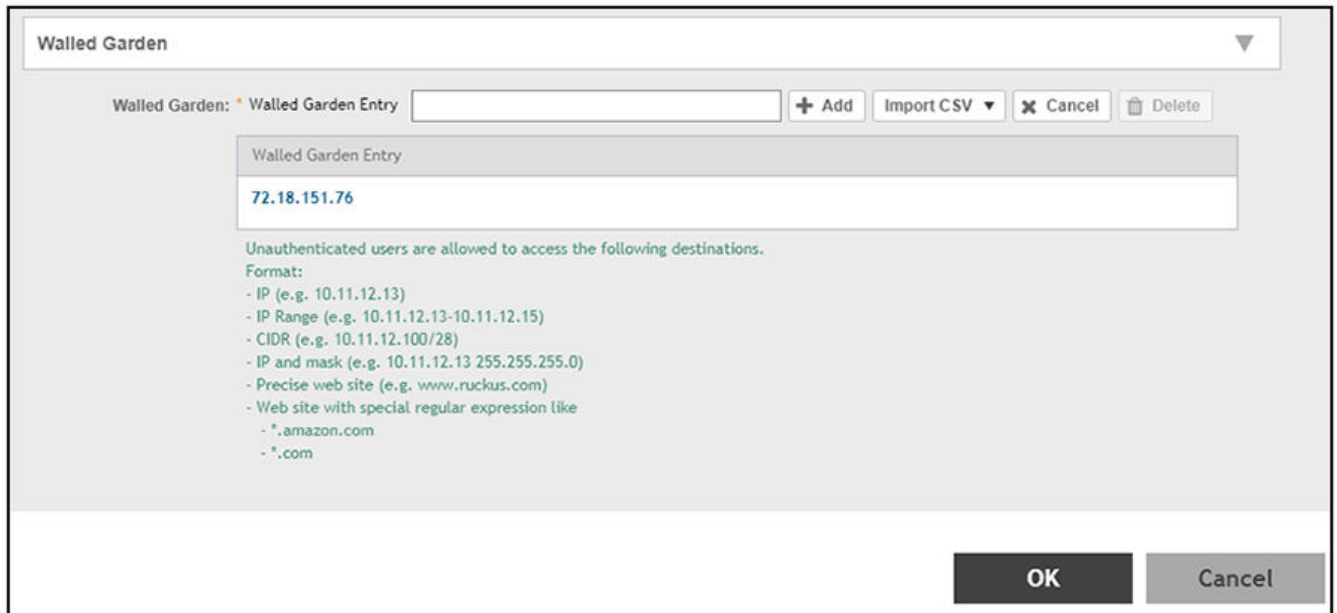 Walled Garden
Walled Garden: * Walled Garden Entry + Add Import CSV ▼ ✖ Cancel Delete
Walled Garden Entry
72.18.151.76
Unauthenticated users are allowed to access the following destinations.
Format:
- IP (e.g. 10.11.12.13)
- IP Range (e.g. 10.11.12.13-10.11.12.15)
- CIDR (e.g. 10.11.12.100/28)
- IP and mask (e.g. 10.11.12.13 255.255.255.0)
- Precise web site (e.g. www.ruckus.com)
- Web site with special regular expression like
- *.amazon.com
- *.com
OK Cancel